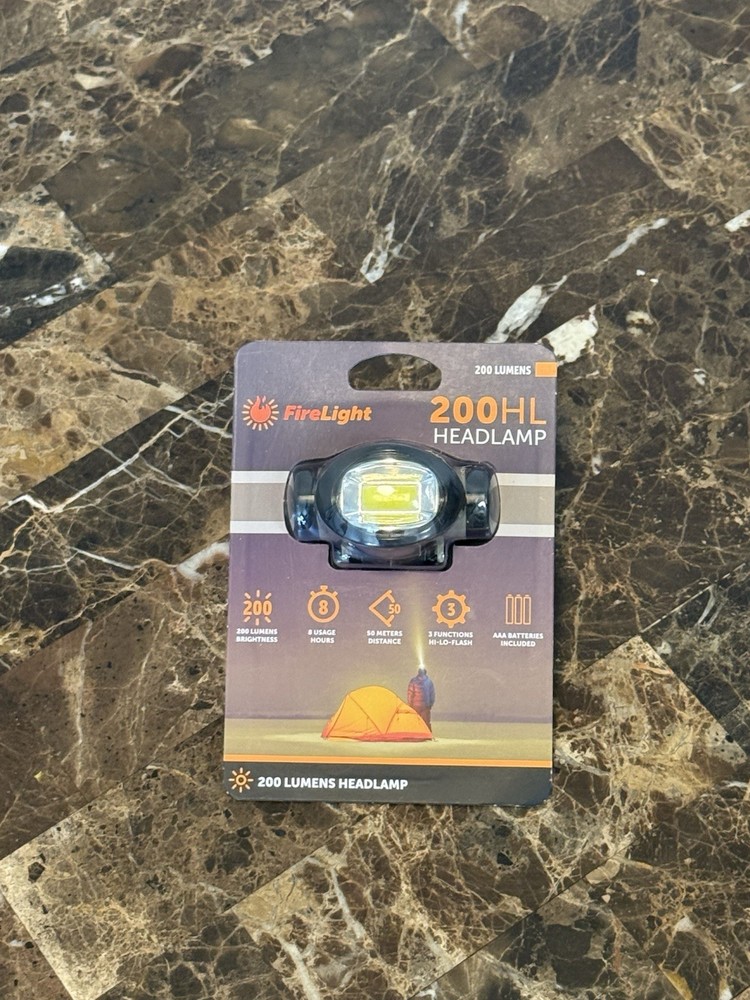 200 LUMENS
FireLight
200HL
HEADLAMP
200
200 LUMENS
BRIGHTNESS
8
8 USAGE
HOURS
50
50 METERS
DISTANCE
3
3 FUNCTIONS
HI-LO-FLASH
AAA BATTERIES
INCLUDED
200 LUMENS HEADLAMP